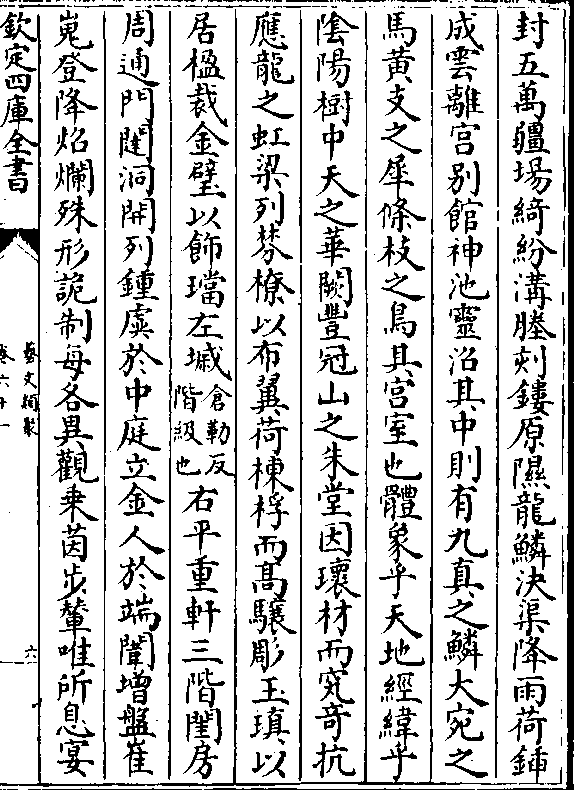 封五萬疆埸綺紛溝塍刻鏤原隰龍鱗決渠降雨荷鍤
成雲離宫别館神池靈沼其中則有九真之鱗大宛之
馬黄支之犀條枝之鳥其宫室也體象乎天地經緯乎
陰陽樹中天之華闕豐冠山之朱堂因瓌材而究竒抗
應龍之虹梁列棼橑以布翼荷棟桴而髙驤彫玉瑱以
居楹裁金璧以飾璫左墄倉勒反階級也右平重軒三階閨房
周通門闥洞開列鍾虡於中庭立金人於端闈增盤崔
嵬登降炤爛殊形詭制每各異觀乗茵歩輦唯所息宴
欽定四庫全書
藝文類聚
卷六十一
六